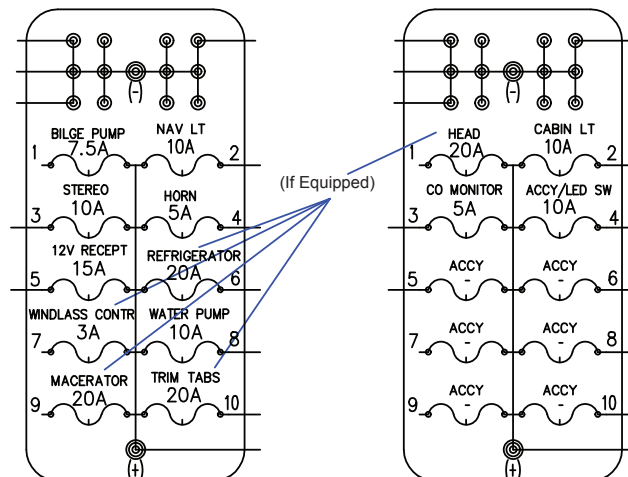 (-)
BILGE PUMP NAV LT
7.5A 10A
1 2
STEREO HORN
10A 5A
3 4
12V RECEPT REFRIGERATOR
15A 20A
5 6
WINDLASS CONTR WATER PUMP
3A 10A
7 8
MACERATOR TRIM TABS
20A 20A
9 10
(+)
(If Equipped)
(-)
HEAD CABIN LT
20A 10A
1 2
CO MONITOR ACCY/LED SW
5A 10A
3 4
ACCY ACCY
- -
5 6
ACCY ACCY
- -
7 8
ACCY ACCY
- -
9 10
(+)